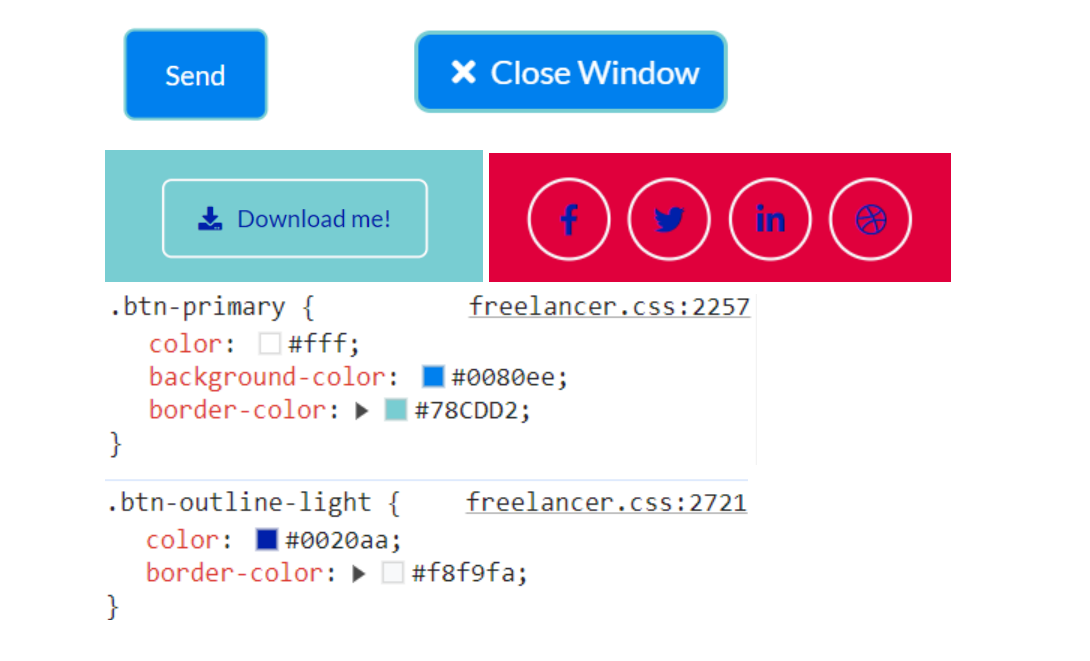 Send
Close Window
Download me!
.btn-primary { freelancer.css:2257
color: #fff;
background-color: #0080ee;
border-color: #78CDD2;
}
.btn-outline-light { freelancer.css:2721
color: #0020aa;
border-color: #f8f9fa;
}